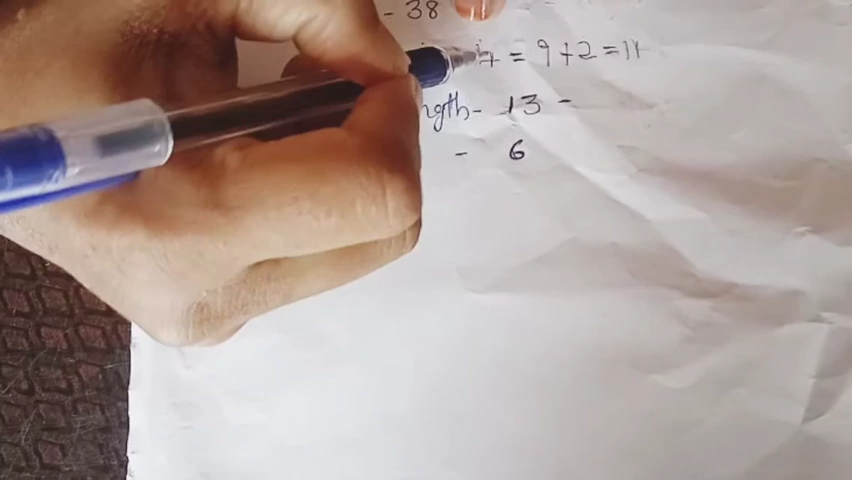 - 38
= 9+2=11
ngth- 13 -
- 6